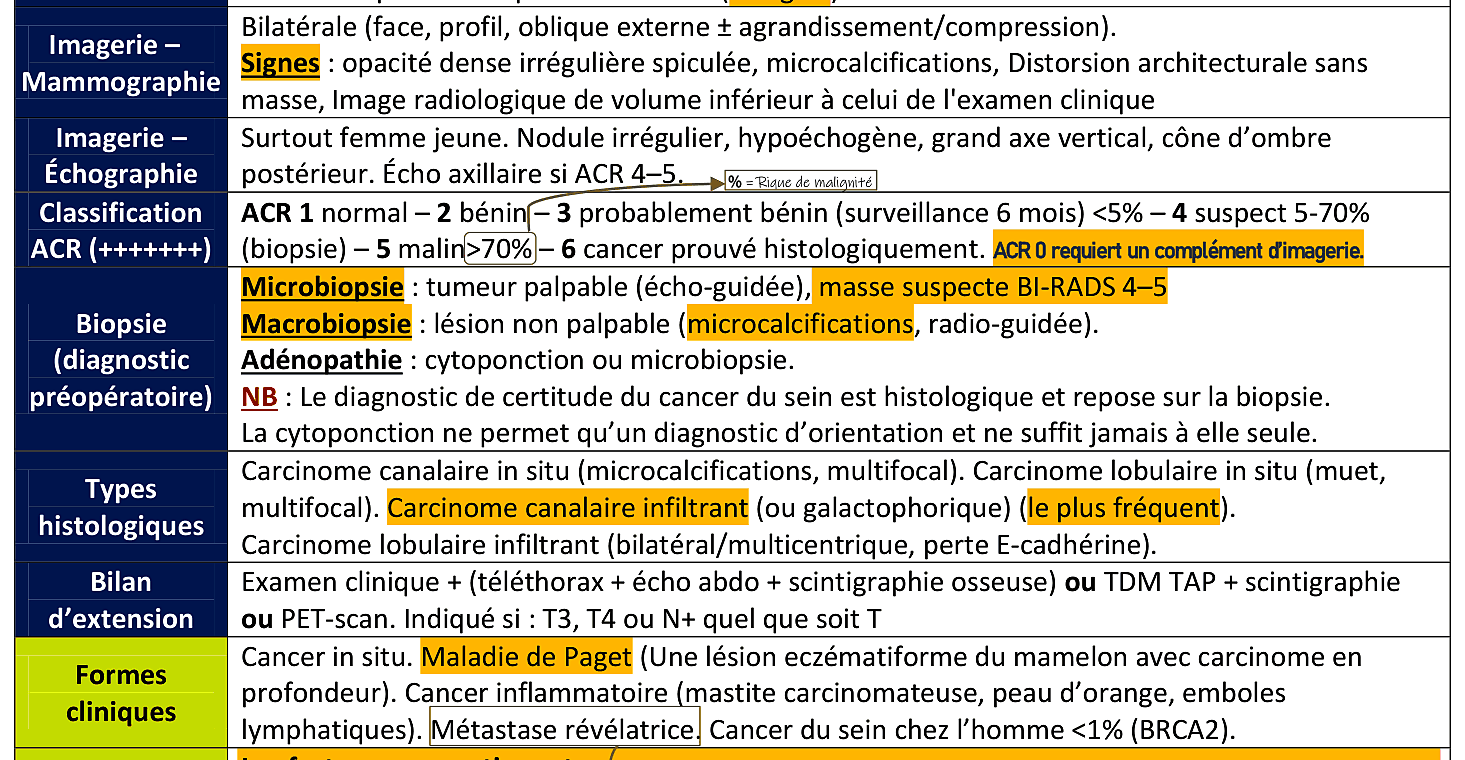 Imagerie –
Mammographie
Bilatérale (face, profil, oblique externe ± agrandissement/compression).
Signes : opacité dense irrégulière spiculée, microcalcifications, Distorsion architecturale sans
masse, Image radiologique de volume inférieur à celui de l'examen clinique
Imagerie –
Échographie
Surtout femme jeune. Nodule irrégulier, hypoéchogène, grand axe vertical, cône d’ombre
postérieur. Écho axillaire si ACR 4–5.
% = Rique de malignité
Classification
ACR (+++++++)
ACR 1 normal – 2 bénin – 3 probablement bénin (surveillance 6 mois) <5% – 4 suspect 5-70%
(biopsie) – 5 malin >70% – 6 cancer prouvé histologiquement. ACR 0 requiert un complément d'imagerie.
Biopsie
(diagnostic
préopératoire)
Microbiopsie : tumeur palpable (écho-guidée), masse suspecte BI-RADS 4–5
Macrobiopsie : lésion non palpable (microcalcifications, radio-guidée).
Adénopathie : cytoponction ou microbiopsie.
NB : Le diagnostic de certitude du cancer du sein est histologique et repose sur la biopsie.
La cytoponction ne permet qu’un diagnostic d’orientation et ne suffit jamais à elle seule.
Types
histologiques
Carcinome canalaire in situ (microcalcifications, multifocal). Carcinome lobulaire in situ (muet,
multifocal). Carcinome canalaire infiltrant (ou galactophorique) (le plus fréquent).
Carcinome lobulaire infiltrant (bilatéral/multicentrique, perte E-cadhérine).
Bilan
d’extension
Examen clinique + (téléthorax + écho abdo + scintigraphie osseuse) ou TDM TAP + scintigraphie
ou PET-scan. Indiqué si : T3, T4 ou N+ quel que soit T
Formes
cliniques
Cancer in situ. Maladie de Paget (Une lésion eczématiforme du mamelon avec carcinome en
profondeur). Cancer inflammatoire (mastite carcinomateuse, peau d’orange, emboles
lymphatiques). Métastase révélatrice. Cancer du sein chez l’homme <1% (BRCA2).